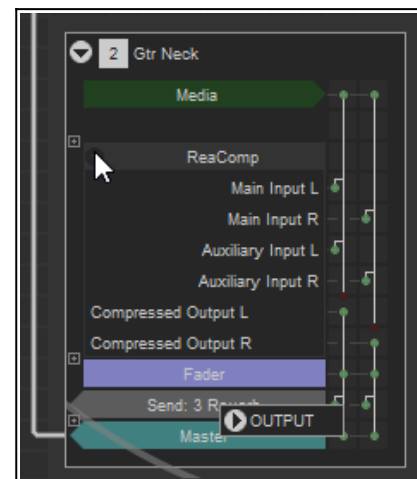 2 Gtr Neck
Media
ReaComp
Main Input L
Main Input R
Auxiliary Input L
Auxiliary Input R
Compressed Output L
Compressed Output R
Fader
Send: 3 Reverb
OUTPUT
Master